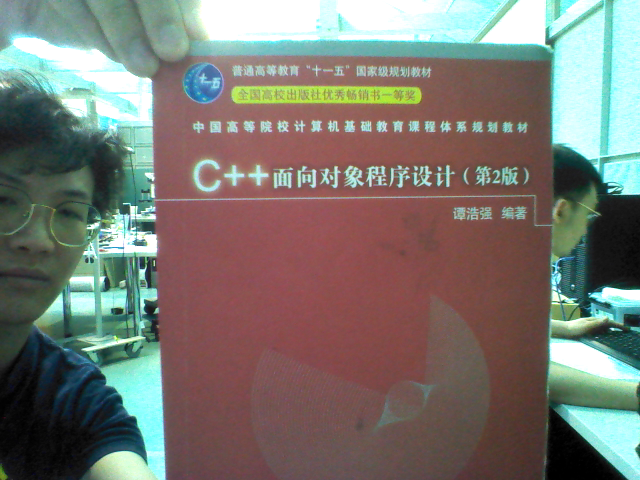 十一五
普通高等教育“十一五”国家级规划教材
全国高校出版社优秀畅销书一等奖
中国高等院校计算机基础教育课程体系规划教材
C++面向对象程序设计（第2版）
谭浩强 编著